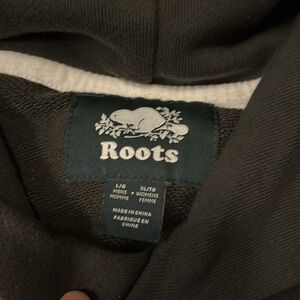 Roots
L/G XL/TG
MENS • WOMENS
HOMME FEMME
MADE IN CHINA
FABRIQUÉ EN
CHINE